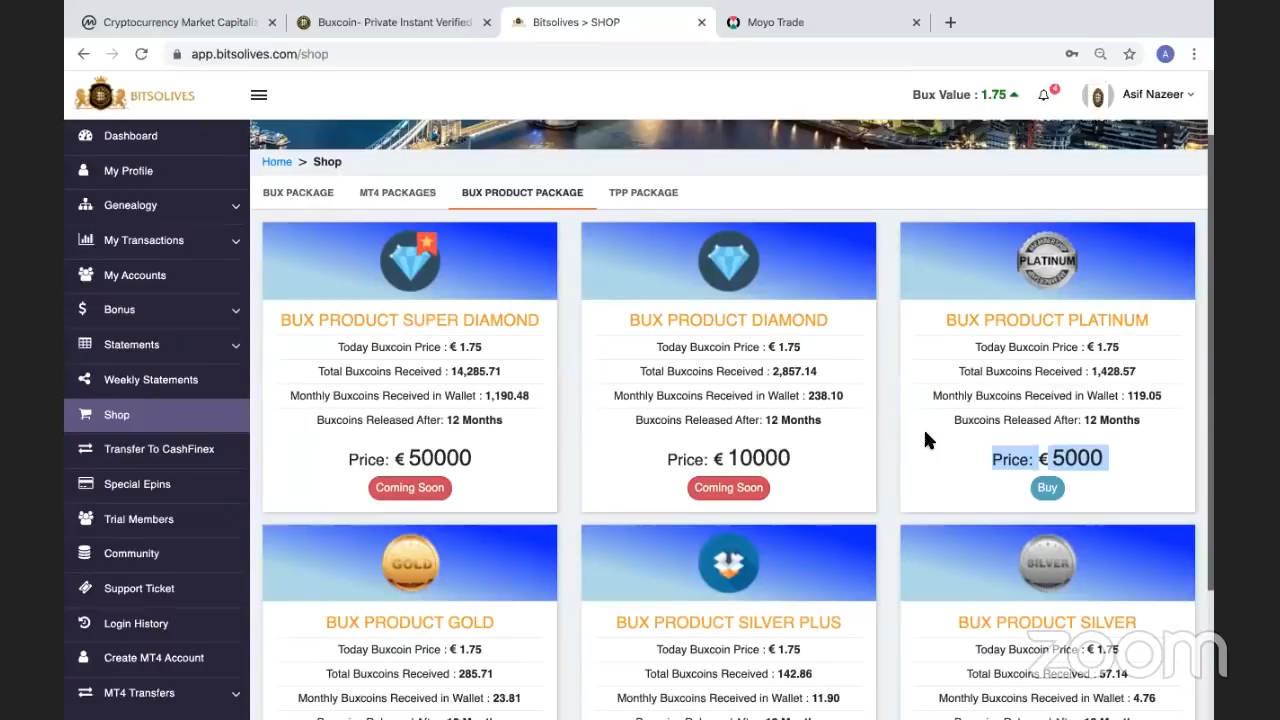 Cryptocurrency Market Capitaliz
Buxcoin- Private Instant Verified
Bitsolives > SHOP
Moyo Trade
app.bitsolives.com/shop
A
BITSOLIVES
Bux Value : 1.75
4
Asif Nazeer
Dashboard
My Profile
Genealogy
My Transactions
My Accounts
Bonus
Statements
Weekly Statements
Shop
Transfer To CashFinex
Special Epins
Trial Members
Community
Support Ticket
Login History
Create MT4 Account
MT4 Transfers
Home > Shop
BUX PACKAGE
MT4 PACKAGES
BUX PRODUCT PACKAGE
TPP PACKAGE
BUX PRODUCT SUPER DIAMOND
Today Buxcoin Price : € 1.75
Total Buxcoins Received : 14,285.71
Monthly Buxcoins Received in Wallet : 1,190.48
Buxcoins Released After: 12 Months
Price: € 50000
Coming Soon
BUX PRODUCT DIAMOND
Today Buxcoin Price : € 1.75
Total Buxcoins Received : 2,857.14
Monthly Buxcoins Received in Wallet : 238.10
Buxcoins Released After: 12 Months
Price: € 10000
Coming Soon
PLATINUM
BUX PRODUCT PLATINUM
Today Buxcoin Price : € 1.75
Total Buxcoins Received : 1,428.57
Monthly Buxcoins Received in Wallet : 119.05
Buxcoins Released After: 12 Months
Price: € 5000
Buy
GOLD
BUX PRODUCT GOLD
Today Buxcoin Price : € 1.75
Total Buxcoins Received : 285.71
Monthly Buxcoins Received in Wallet : 23.81
BUX PRODUCT SILVER PLUS
Today Buxcoin Price : € 1.75
Total Buxcoins Received : 142.86
Monthly Buxcoins Received in Wallet : 11.90
SILVER
BUX PRODUCT SILVER
Today Buxcoin Price : € 1.75
Total Buxcoins Received : 57.14
Monthly Buxcoins Received in Wallet : 4.76
zoom